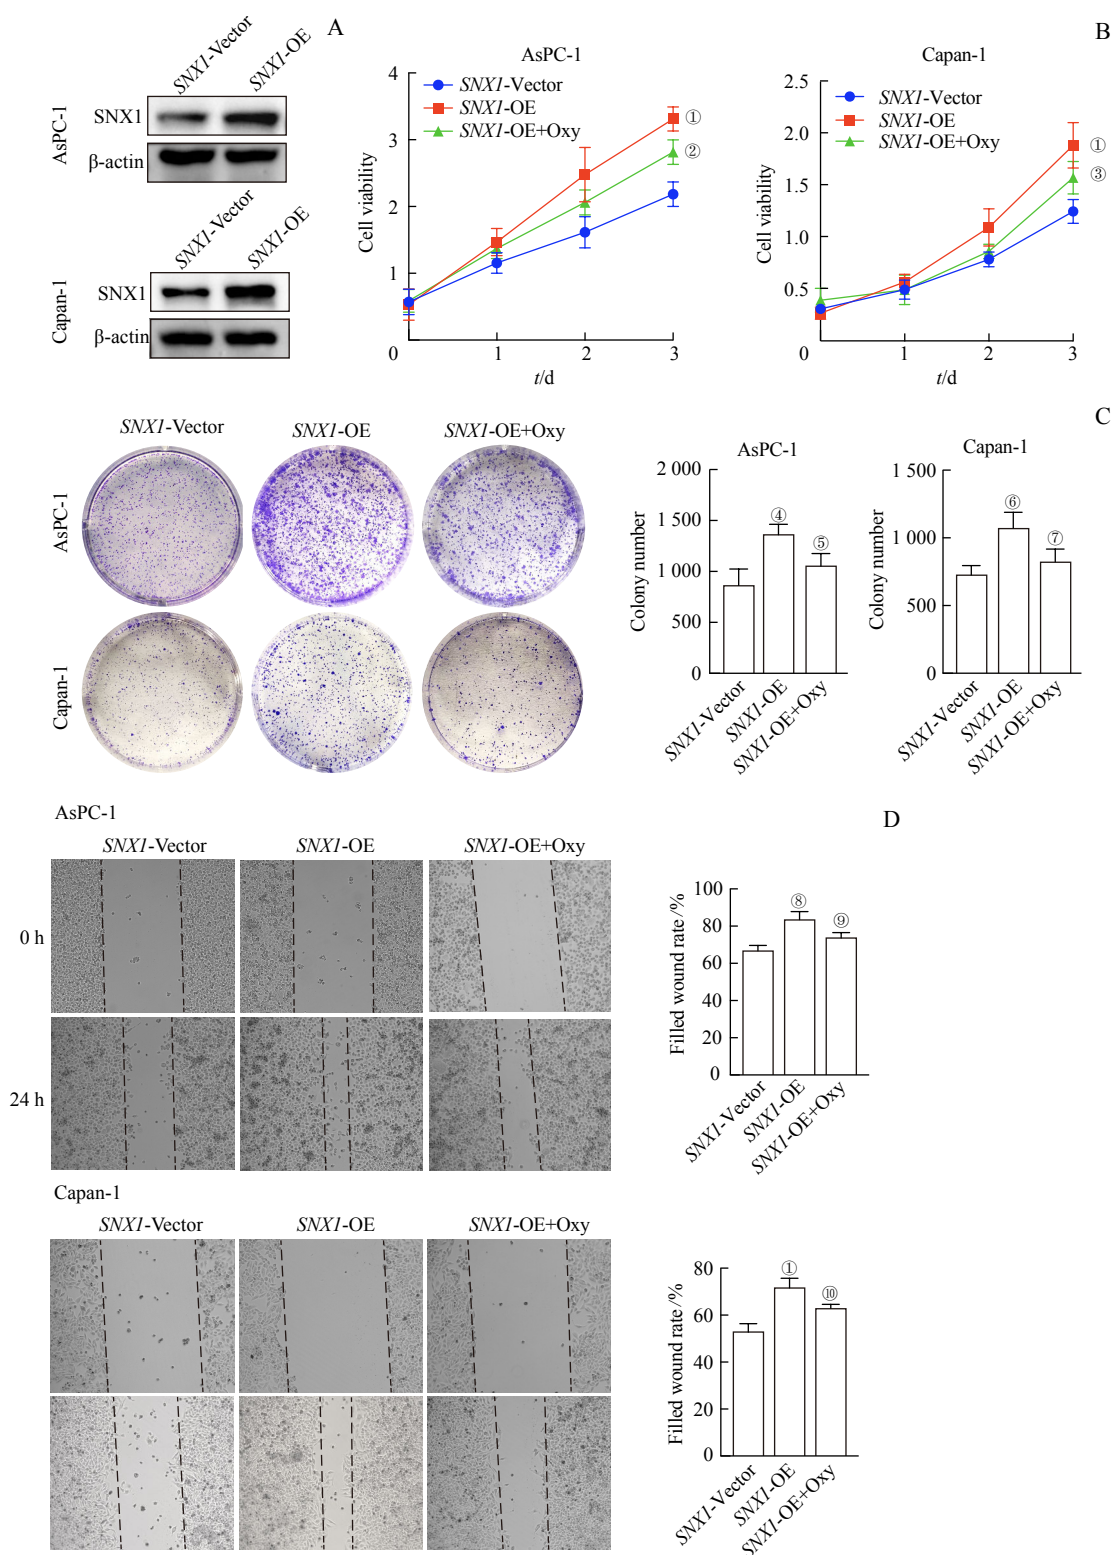 A
SNX1-Vector
SNX1-OE
AsPC-1
SNX1
β-actin
SNX1-Vector
SNX1-OE
Capan-1
SNX1
β-actin
B
AsPC-1
SNX1-Vector
SNX1-OE
SNX1-OE+Oxy
Cell viability
4
3
2
1
0
1
2
3
t/d
①
②
Capan-1
SNX1-Vector
SNX1-OE
SNX1-OE+Oxy
Cell viability
2.5
2.0
1.5
1.0
0.5
0
1
2
3
t/d
①
③
C
SNX1-Vector
SNX1-OE
SNX1-OE+Oxy
AsPC-1
Capan-1
AsPC-1
Colony number
2 000
1 500
1 000
500
0
④
⑤
SNX1-Vector
SNX1-OE
SNX1-OE+Oxy
Capan-1
Colony number
1 500
1 000
500
0
⑥
⑦
SNX1-Vector
SNX1-OE
SNX1-OE+Oxy
D
AsPC-1
SNX1-Vector
SNX1-OE
SNX1-OE+Oxy
0 h
24 h
Filled wound rate/%
100
80
60
40
20
0
⑧
⑨
SNX1-Vector
SNX1-OE
SNX1-OE+Oxy
Capan-1
SNX1-Vector
SNX1-OE
SNX1-OE+Oxy
Filled wound rate/%
80
60
40
20
0
①
⑩
SNX1-Vector
SNX1-OE
SNX1-OE+Oxy